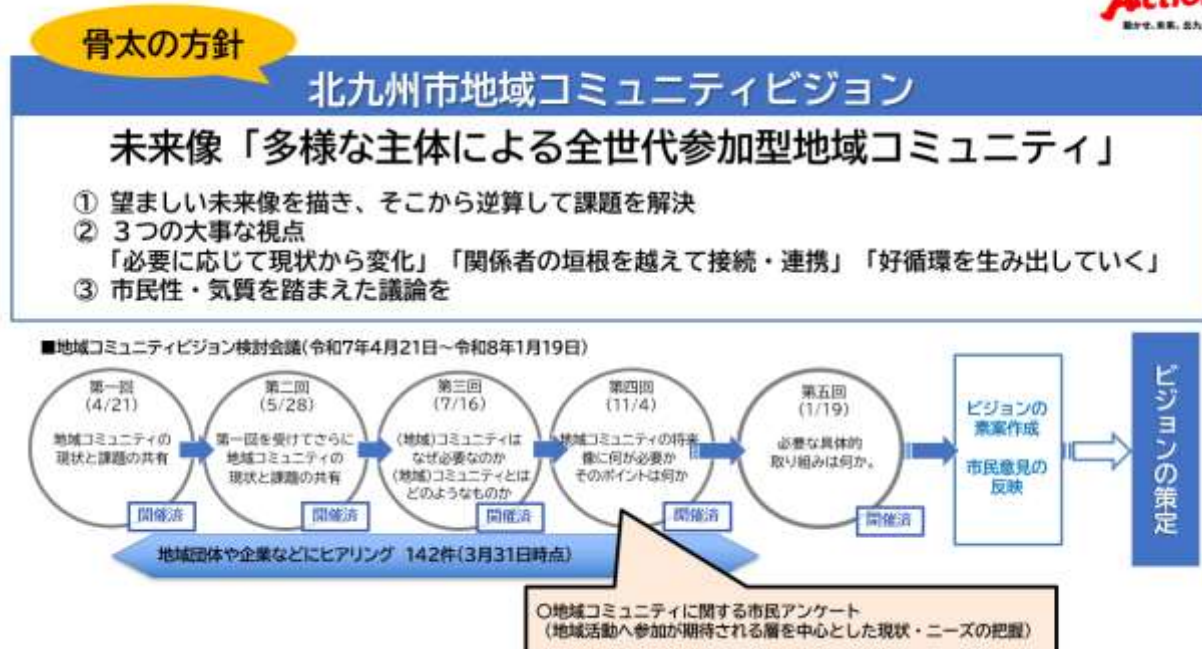 Action
動かせ、未来。北九
骨太の方針
北九州市地域コミュニティビジョン
未来像「多様な主体による全世代参加型地域コミュニティ」
① 望ましい未来像を描き、そこから逆算して課題を解決
② 3つの大事な視点
「必要に応じて現状から変化」「関係者の垣根を越えて接続・連携」「好循環を生み出していく」
③ 市民性・気質を踏まえた議論を
■地域コミュニティビジョン検討会議(令和7年4月21日~令和8年1月19日)
第一回
(4/21)
地域コミュニティの
現状と課題の共有
開催済
第二回
(5/28)
第一回を受けてさらに
地域コミュニティの
現状と課題の共有
開催済
第三回
(7/16)
(地域)コミュニティは
なぜ必要なのか
(地域)コミュニティとは
どのようなものか
開催済
第四回
(11/4)
地域コミュニティの将来
像に何が必要か
そのポイントは何か
開催済
第五回
(1/19)
必要な具体的
取り組みは何か。
開催済
ビジョンの
素案作成
市民意見の
反映
ビジョンの策定
地域団体や企業などにヒアリング 142件(3月31日時点)
○地域コミュニティに関する市民アンケート
(地域活動へ参加が期待される層を中心とした現状・ニーズの把握)